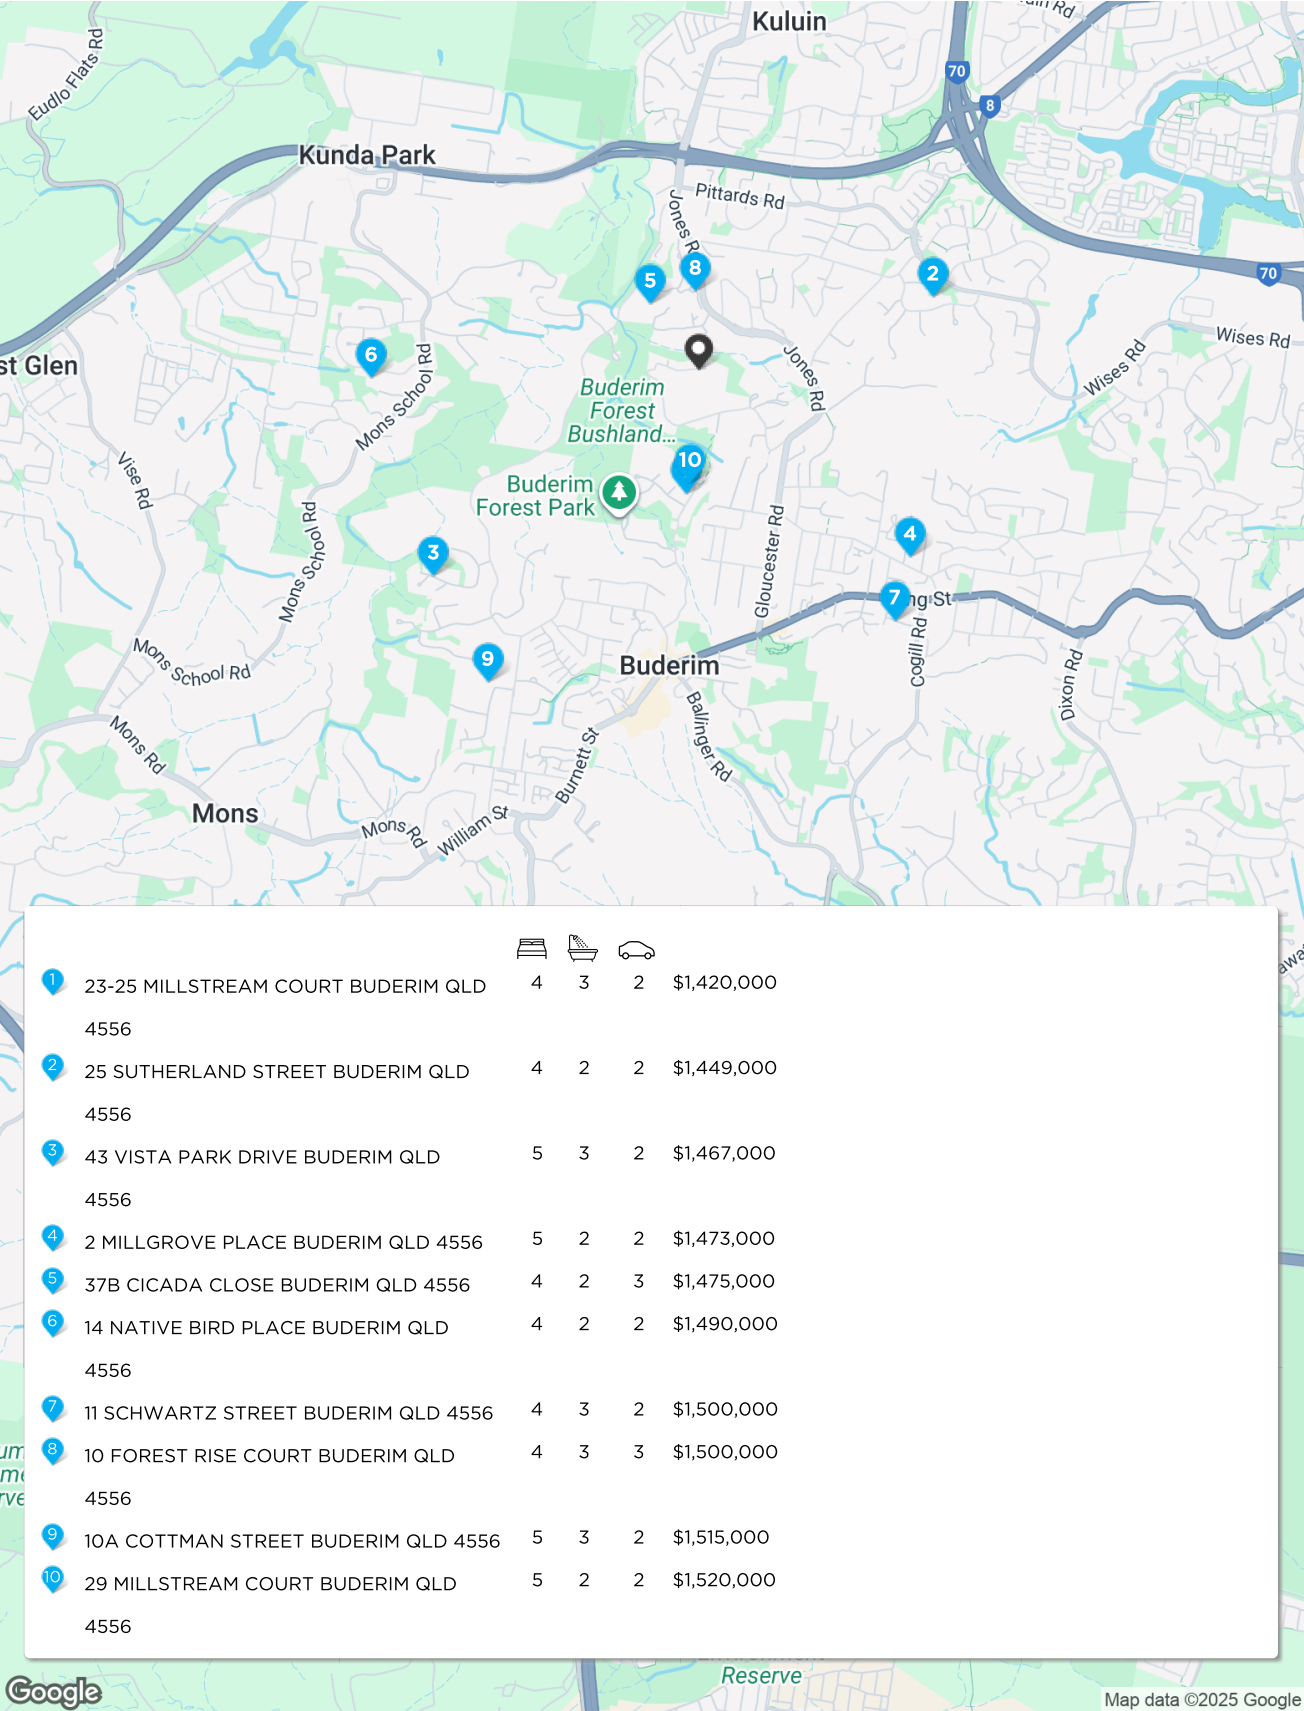 Kuluin
Eudlo Flats Rd
70
8
Kunda Park
Pittards Rd
Jones Rd
5
8
2
70
st Glen
6
Mons School Rd
Wises Rd
Wises Rd
Jones Rd
Buderim
Forest
Bushland...
10
Buderim
Forest Park
Vise Rd
Mons School Rd
Gloucester Rd
3
4
7
ng St
Mons School Rd
9
Buderim
Cogill Rd
Dixon Rd
Mons Rd
Burnett St
Ballinger Rd
Mons
Mons Rd
William St
1 23-25 MILLSTREAM COURT BUDERIM QLD 4 3 2 $1,420,000
4556
2 25 SUTHERLAND STREET BUDERIM QLD 4 2 2 $1,449,000
4556
3 43 VISTA PARK DRIVE BUDERIM QLD 5 3 2 $1,467,000
4556
4 2 MILLGROVE PLACE BUDERIM QLD 4556 5 2 2 $1,473,000
5 37B CICADA CLOSE BUDERIM QLD 4556 4 2 3 $1,475,000
6 14 NATIVE BIRD PLACE BUDERIM QLD 4 2 2 $1,490,000
4556
7 11 SCHWARTZ STREET BUDERIM QLD 4556 4 3 2 $1,500,000
8 10 FOREST RISE COURT BUDERIM QLD 4 3 3 $1,500,000
4556
9 10A COTTMAN STREET BUDERIM QLD 4556 5 3 2 $1,515,000
10 29 MILLSTREAM COURT BUDERIM QLD 5 2 2 $1,520,000
4556
Reserve
Google
Map data ©2025 Google